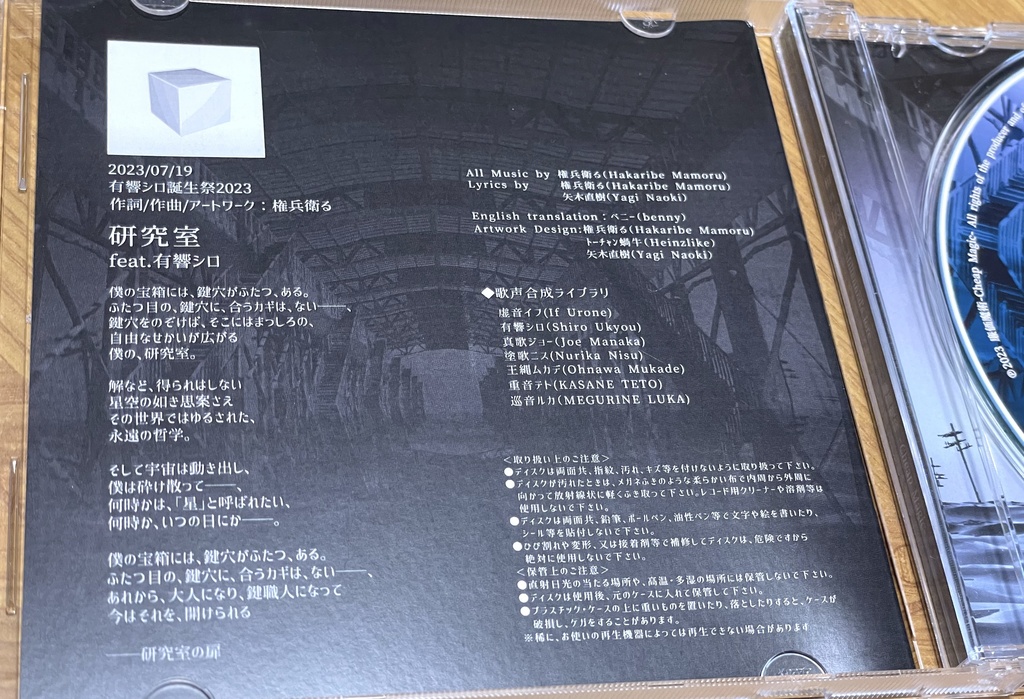 2023/07/19
有響シロ誕生祭2023
作詞/作曲/アートワーク：権兵衛る
研究室
feat.有響シロ
僕の宝箱には、鍵穴がふたつ、ある。
ふたつ目の、鍵穴に、合うカギは、ない――、
鍵穴をのぞけば、そこにはまっしろの、
自由なせかいが広がる
僕の、研究室。
解など、得られはしない
星空の如き思案さえ
その世界ではゆるされた、
永遠の哲学。
そして宇宙は動き出し、
僕は砕け散って――、
何時かは、「星」と呼ばれたい、
何時か、いつの日にか――。
僕の宝箱には、鍵穴がふたつ、ある。
ふたつ目の、鍵穴に、合うカギは、ない――、
あれから、大人になり、鍵職人になって
今はそれを、開けられる
――研究室の扉
All Music by 権兵衛る(Hakaribe Mamoru)
Lyrics by 権兵衛る(Hakaribe Mamoru)
矢木直樹(Yagi Naoki)
English translation：ベニー(benny)
Artwork Design:権兵衛る(Hakaribe Mamoru)
トーチャン蝸牛(Heinzlike)
矢木直樹(Yagi Naoki)
◆歌声合成ライブラリ
虚音イフ(If Urone)
有響シロ(Shiro Ukyou)
真歌ジョー(Joe Manaka)
塗歌ニス(Nurika Nisu)
王縄ムカデ(Ohnawa Mukade)
重音テト(KASANE TETO)
巡音ルカ(MEGURINE LUKA)
＜取り扱い上のご注意＞
●ディスクは両面共、指紋、汚れ、キズ等を付けないように取り扱って下さい。
●ディスクが汚れたときは、メガネふきのような柔らかい布で内周から外周に
向かって放射線状に軽くふき取って下さい。レコード用クリーナーや溶剤等は
使用しないで下さい。
●ディスクは両面共、鉛筆、ボールペン、油性ペン等で文字や絵を書いたり、
シール等を貼付しないで下さい。
●ひび割れや変形、又は接着剤等で補修してディスクは、危険ですから
絶対に使用しないで下さい。
＜保管上のご注意＞
●直射日光の当たる場所や、高温・多湿の場所には保管しないで下さい。
●ディスクは使用後、元のケースに入れて保管して下さい。
●プラスチック・ケースの上に重いものを置いたり、落としたりすると、ケースが
破損し、ケガをすることがあります。
※稀に、お使いの再生機器によっては再生できない場合があります
℗©2023 廉価魔術-Cheap Magic- All rights of the producer and